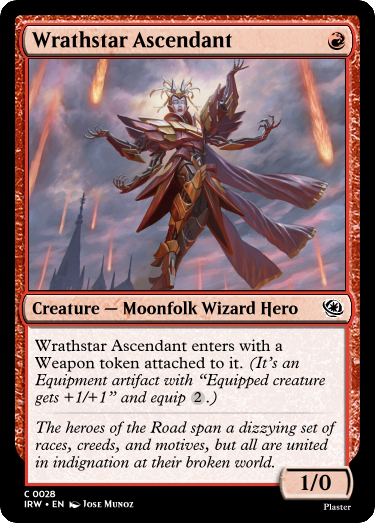 Wrathstar Ascendant
Creature — Moonfolk Wizard Hero
Wrathstar Ascendant enters with a
Weapon token attached to it. (It's an
Equipment artifact with “Equipped creature
gets +1/+1” and equip 2.)
The heroes of the Road span a dizzying set of
races, creeds, and motives, but all are united
in indignation at their broken world.
1/0
C 0028
IRW • EN Jose Munoz
Plaster